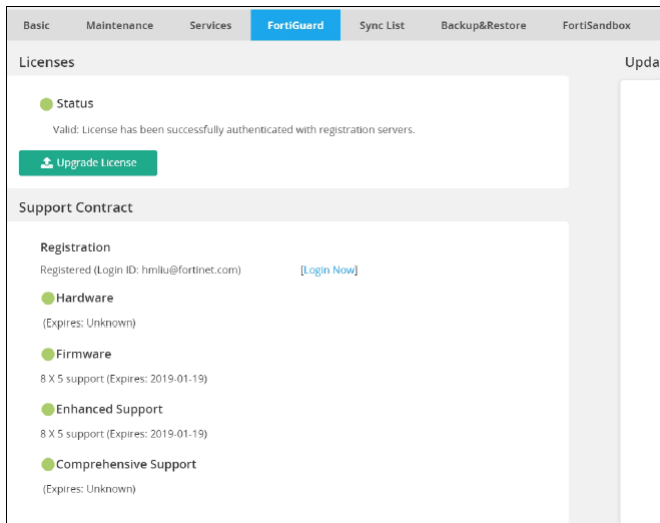 Basic Maintenance Services FortiGuard Sync List Backup&Restore FortiSandbox
Licenses
Status
Valid: License has been successfully authenticated with registration servers.
Upgrade License
Support Contract
Registration
Registered (Login ID: hmliu@fortinet.com) [Login Now]
Hardware
(Expires: Unknown)
Firmware
8 X 5 support (Expires: 2019-01-19)
Enhanced Support
8 X 5 support (Expires: 2019-01-19)
Comprehensive Support
(Expires: Unknown)
Upda